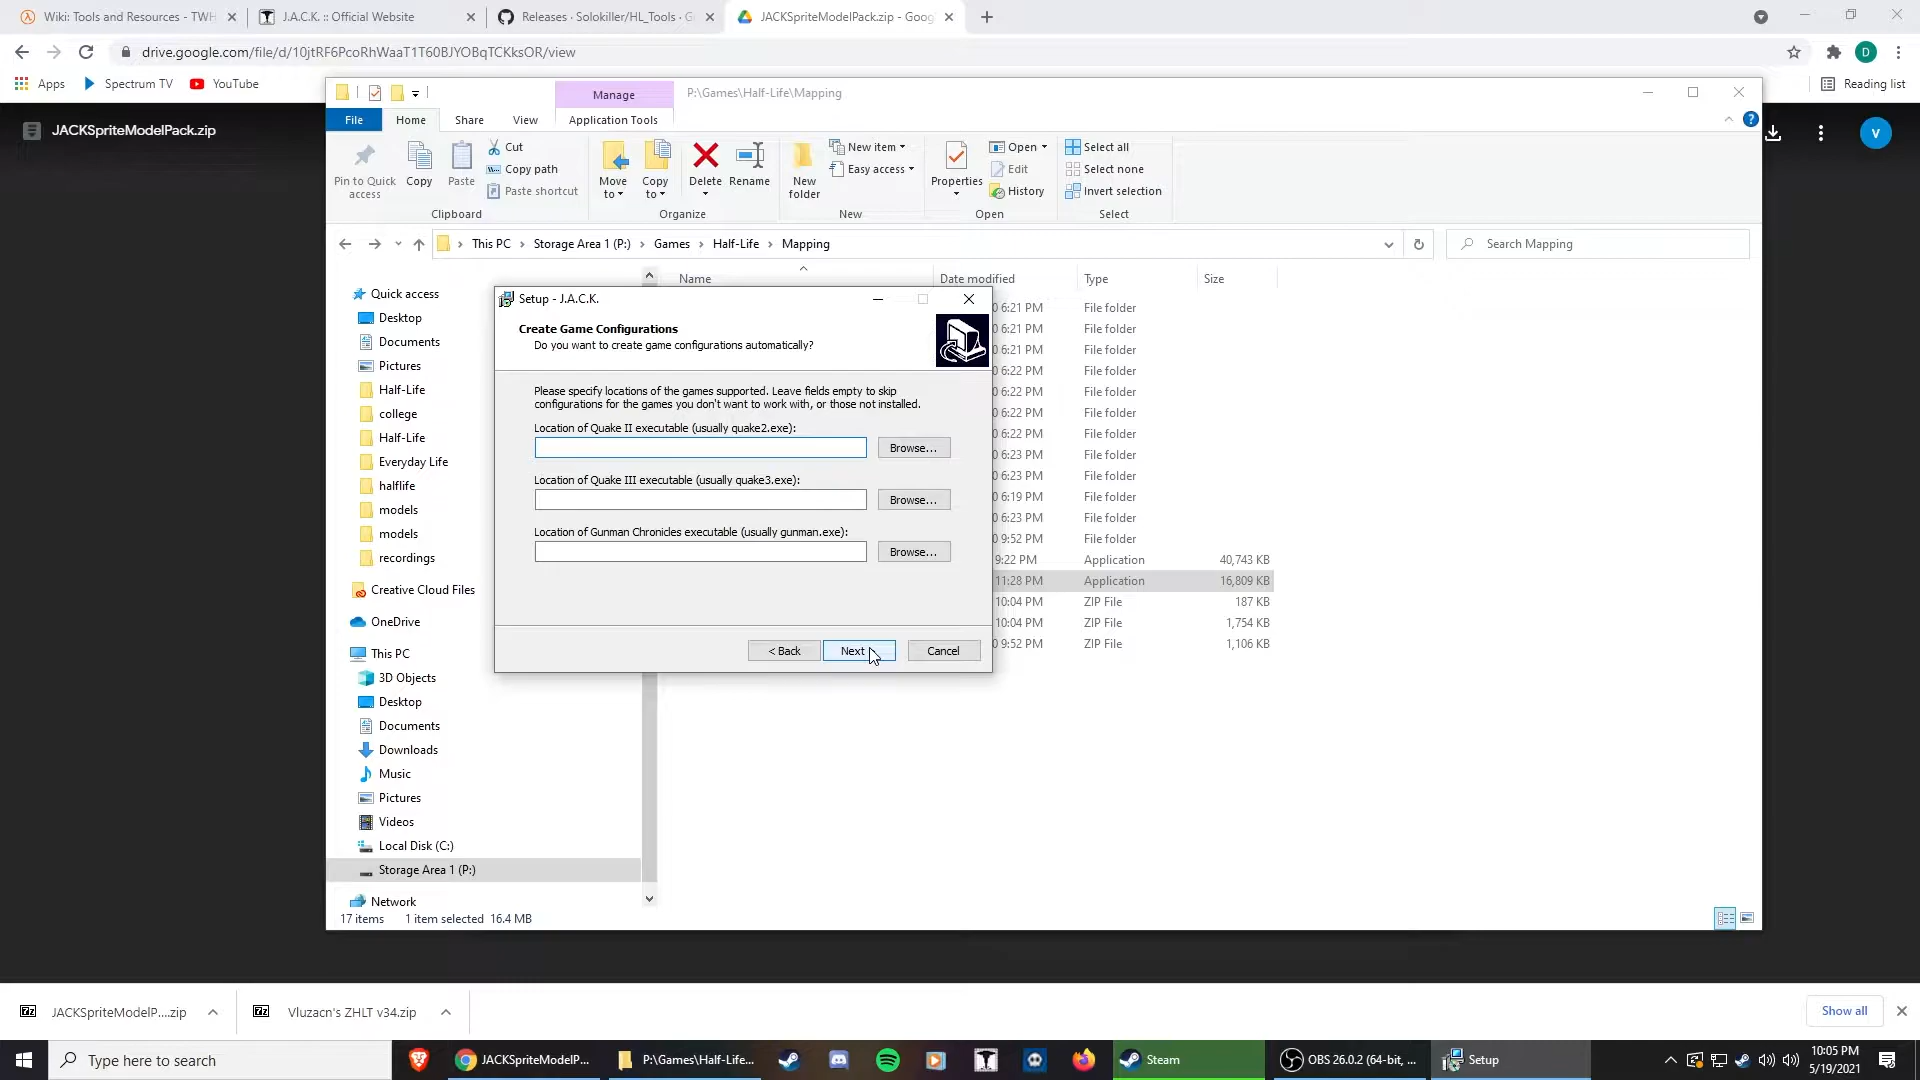 Wiki: Tools and Resources - TWH
J.A.C.K. :: Official Website
Releases · Solokiller/HL_Tools · G
JACKSpriteModelPack.zip - Goog
drive.google.com/file/d/10jtRF6PcoRhWaaT1T60BJYOBqTCKksOR/view
D
Apps
Spectrum TV
YouTube
Reading list
JACKSpriteModelPack.zip
V
Manage
P:\Games\Half-Life\Mapping
File
Home
Share
View
Application Tools
Pin to Quick access
Copy
Paste
Cut
Copy path
Paste shortcut
Clipboard
Move to
Copy to
Delete
Rename
Organize
New folder
New item
Easy access
New
Properties
Open
Edit
History
Open
Select all
Select none
Invert selection
Select
This PC
Storage Area 1 (P:)
Games
Half-Life
Mapping
Search Mapping
Name
Date modified
Type
Size
Quick access
Desktop
Documents
Pictures
Half-Life
college
Half-Life
Everyday Life
halflife
models
models
recordings
Creative Cloud Files
OneDrive
This PC
3D Objects
Desktop
Documents
Downloads
Music
Pictures
Videos
Local Disk (C:)
Storage Area 1 (P:)
Network
17 items
1 item selected 16.4 MB
0 6:21 PM File folder
0 6:21 PM File folder
0 6:21 PM File folder
0 6:22 PM File folder
0 6:22 PM File folder
0 6:22 PM File folder
0 6:22 PM File folder
0 6:23 PM File folder
0 6:23 PM File folder
0 6:19 PM File folder
0 6:23 PM File folder
0 9:52 PM File folder
9:22 PM Application 40,743 KB
11:28 PM Application 16,809 KB
10:04 PM ZIP File 187 KB
10:04 PM ZIP File 1,754 KB
0 9:52 PM ZIP File 1,106 KB
Setup - J.A.C.K.
Create Game Configurations
Do you want to create game configurations automatically?
Please specify locations of the games supported. Leave fields empty to skip
configurations for the games you don't want to work with, or those not installed.
Location of Quake II executable (usually quake2.exe):
Browse...
Location of Quake III executable (usually quake3.exe):
Browse...
Location of Gunman Chronicles executable (usually gunman.exe):
Browse...
< Back
Next
Cancel
JACKSpriteModelP....zip
Vluzacn's ZHLT v34.zip
Show all
Type here to search
JACKSpriteModelP...
P:\Games\Half-Life...
Steam
OBS 26.0.2 (64-bit, ...
Setup
10:05 PM
5/19/2021